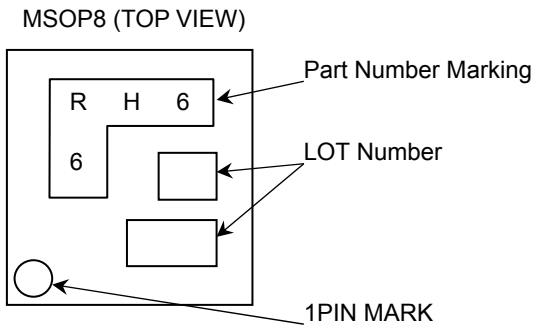 MSOP8 (TOP VIEW)
Part Number Marking
R H 6
6
LOT Number
1PIN MARK